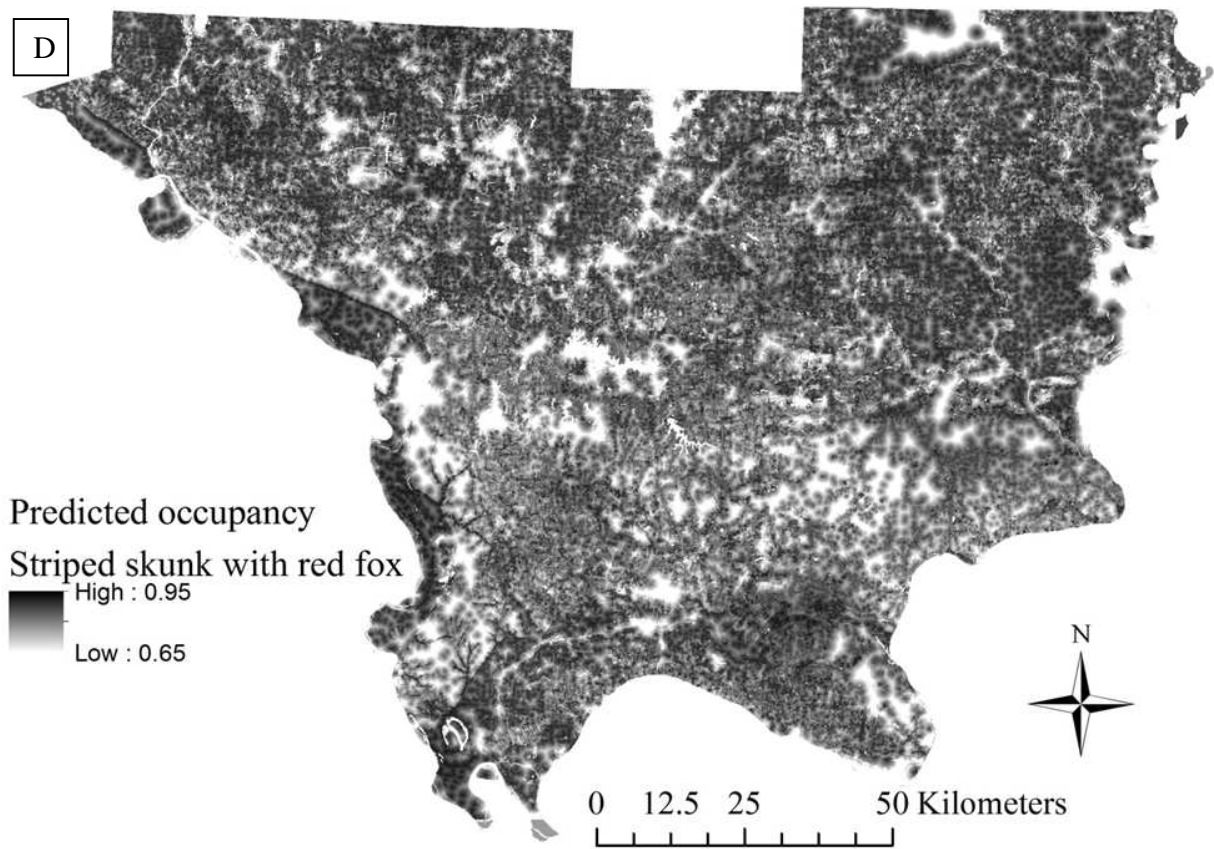 D
Predicted occupancy
Striped skunk with red fox
High : 0.95
Low : 0.65
N
0 12.5 25 50 Kilometers